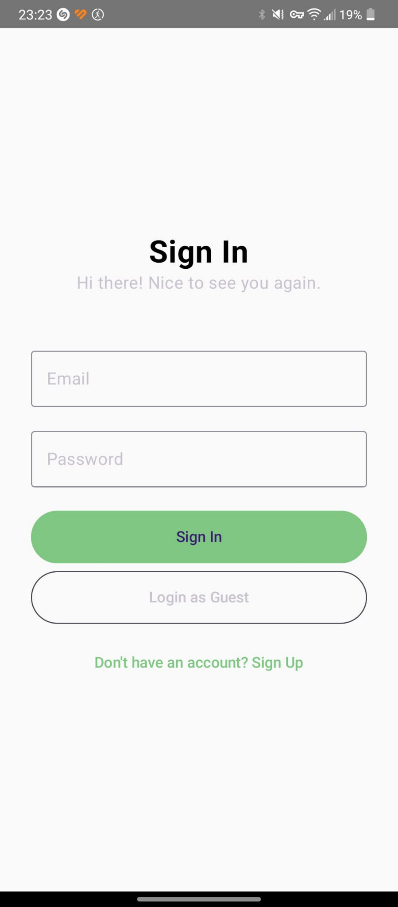 23:23 19%
Sign In
Hi there! Nice to see you again.
Email
Password
Sign In
Login as Guest
Don't have an account? Sign Up